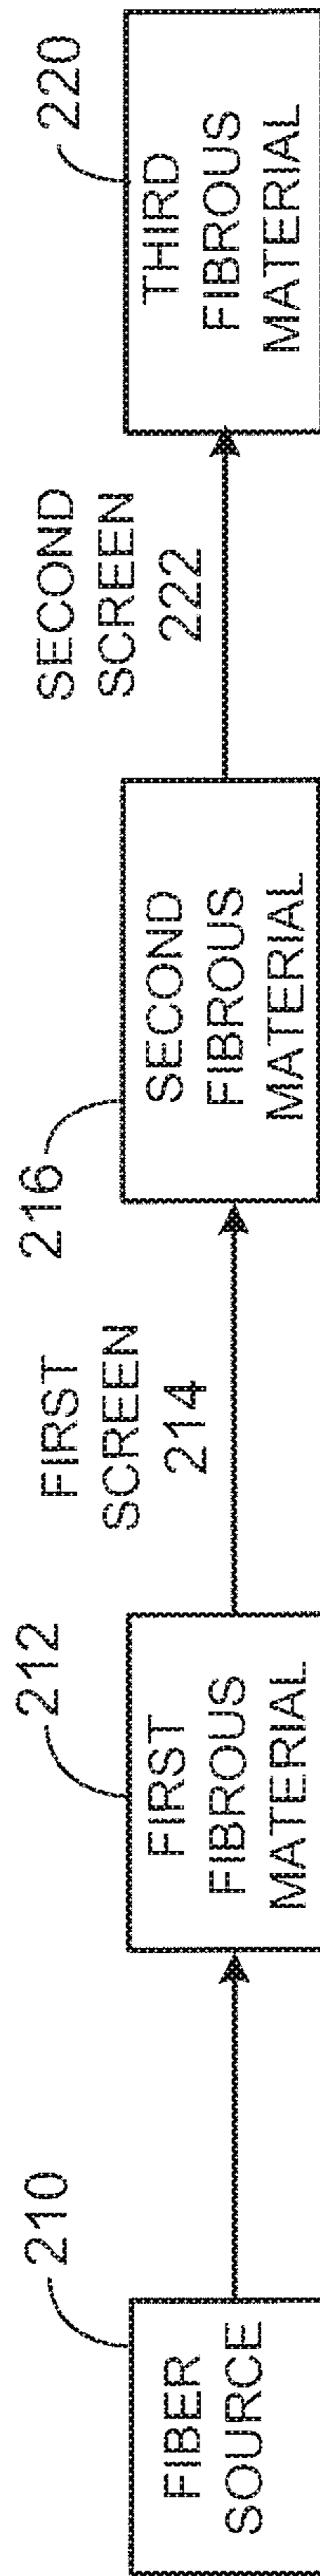 210
FIBER
SOURCE
212
FIRST
FIBROUS
MATERIAL
FIRST
SCREEN
214
216
SECOND
FIBROUS
MATERIAL
SECOND
SCREEN
222
220
THIRD
FIBROUS
MATERIAL